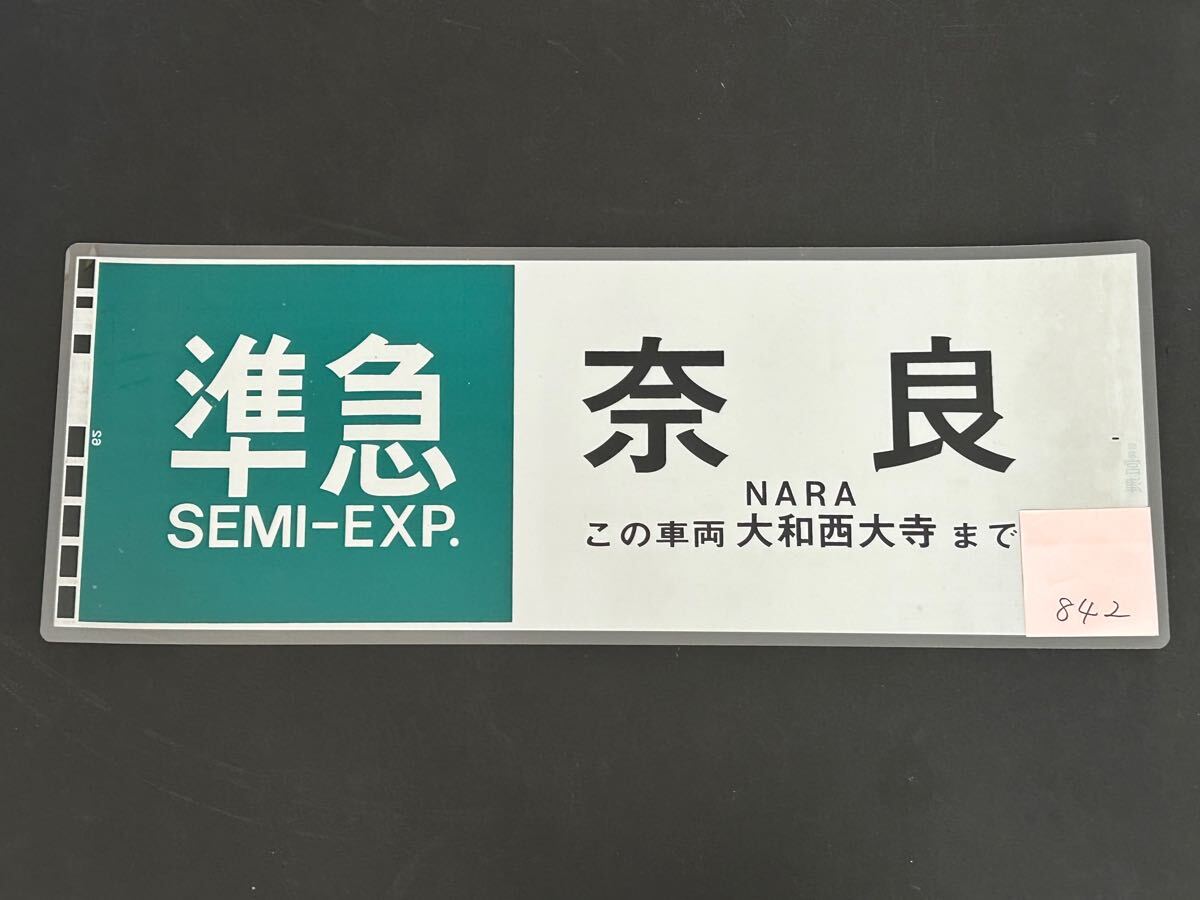 準急
SEMI-EXP.
奈良
NARA
この車両 大和西大寺 まで
62
842